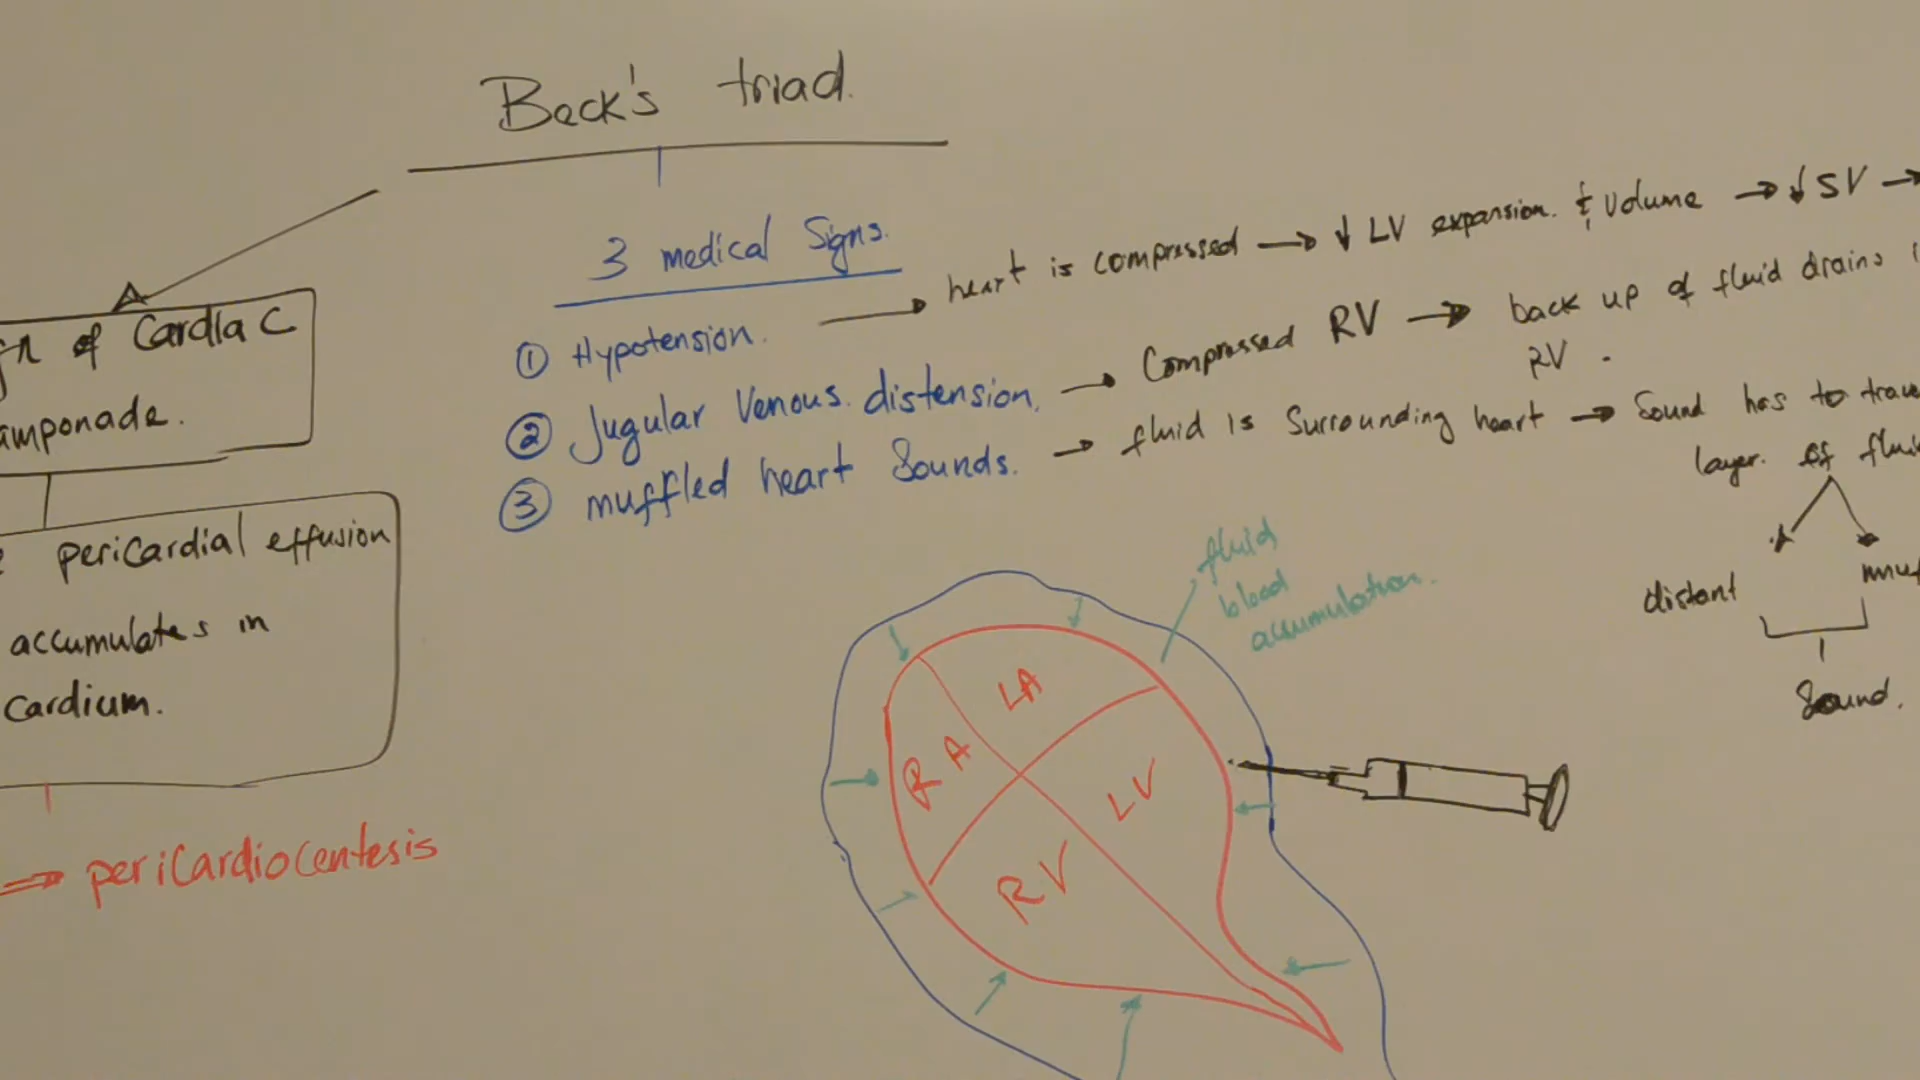 Beck's triad.
3 medical Signs.
① Hypotension. → heart is compressed → ↓ LV expansion. & volume → ↓ SV →
② Jugular Venous. distension. → Compressed RV → back up of fluid drains
RV.
③ muffled heart Sounds. → fluid is surrounding heart → Sound has to
layer. of
distant
Sound.
of CardiaC
pericardial effusion
accumulates in
→ pericardiocentesis
fluid
blood
accumulation.
LA
RA
LV
RV